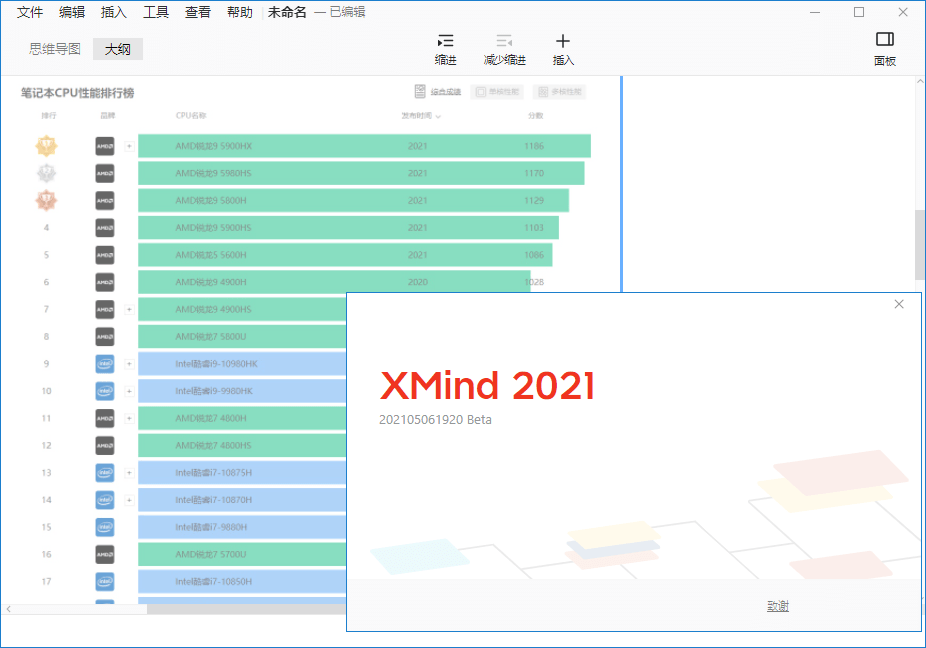 文件 编辑 插入 工具 查看 帮助 未命名 — 已编辑
思维导图 大纲 缩进 减少缩进 插入 面板
笔记本CPU性能排行榜 综合成绩 单核性能 多核性能
排行 品牌 CPU名称 发布时间 分数
AMD + AMD锐龙9 5900HX 2021 1186
AMD AMD锐龙9 5980HS 2021 1170
AMD AMD锐龙9 5800H 2021 1129
4 AMD AMD锐龙9 5900HS 2021 1103
5 AMD AMD锐龙5 5600H 2021 1086
6 AMD AMD锐龙9 4900H 2020 1028
7 AMD + AMD锐龙9 4900HS
8 AMD AMD锐龙7 5800U
9 intel + Intel酷睿i9-10980HK
10 intel + Intel酷睿i9-9980HK
11 AMD + AMD锐龙7 4800H
12 AMD AMD锐龙7 4800HS
13 intel + Intel酷睿i7-10875H
14 intel + Intel酷睿i7-10870H
15 intel Intel酷睿i7-9880H
16 AMD AMD锐龙7 5700U
17 intel Intel酷睿i7-10850H
XMind 2021
202105061920 Beta
致谢